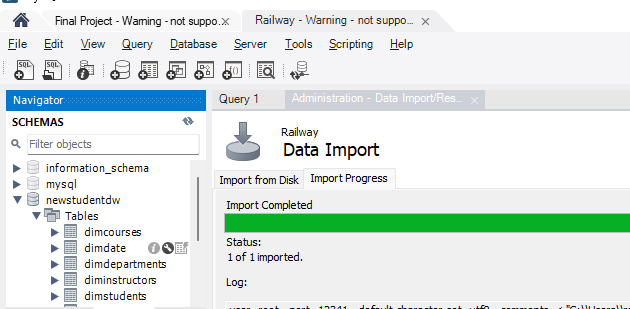 Final Project - Warning - not suppo... Railway - Warning - not suppo...
File Edit View Query Database Server Tools Scripting Help
Navigator
SCHEMAS
Filter objects
information_schema
mysql
newstudentdw
Tables
dimcourses
dimdate
dimdepartments
diminstructors
dimstudents
Query 1 Administration - Data Import/Res...
Railway
Data Import
Import from Disk Import Progress
Import Completed
Status:
1 of 1 imported.
Log: